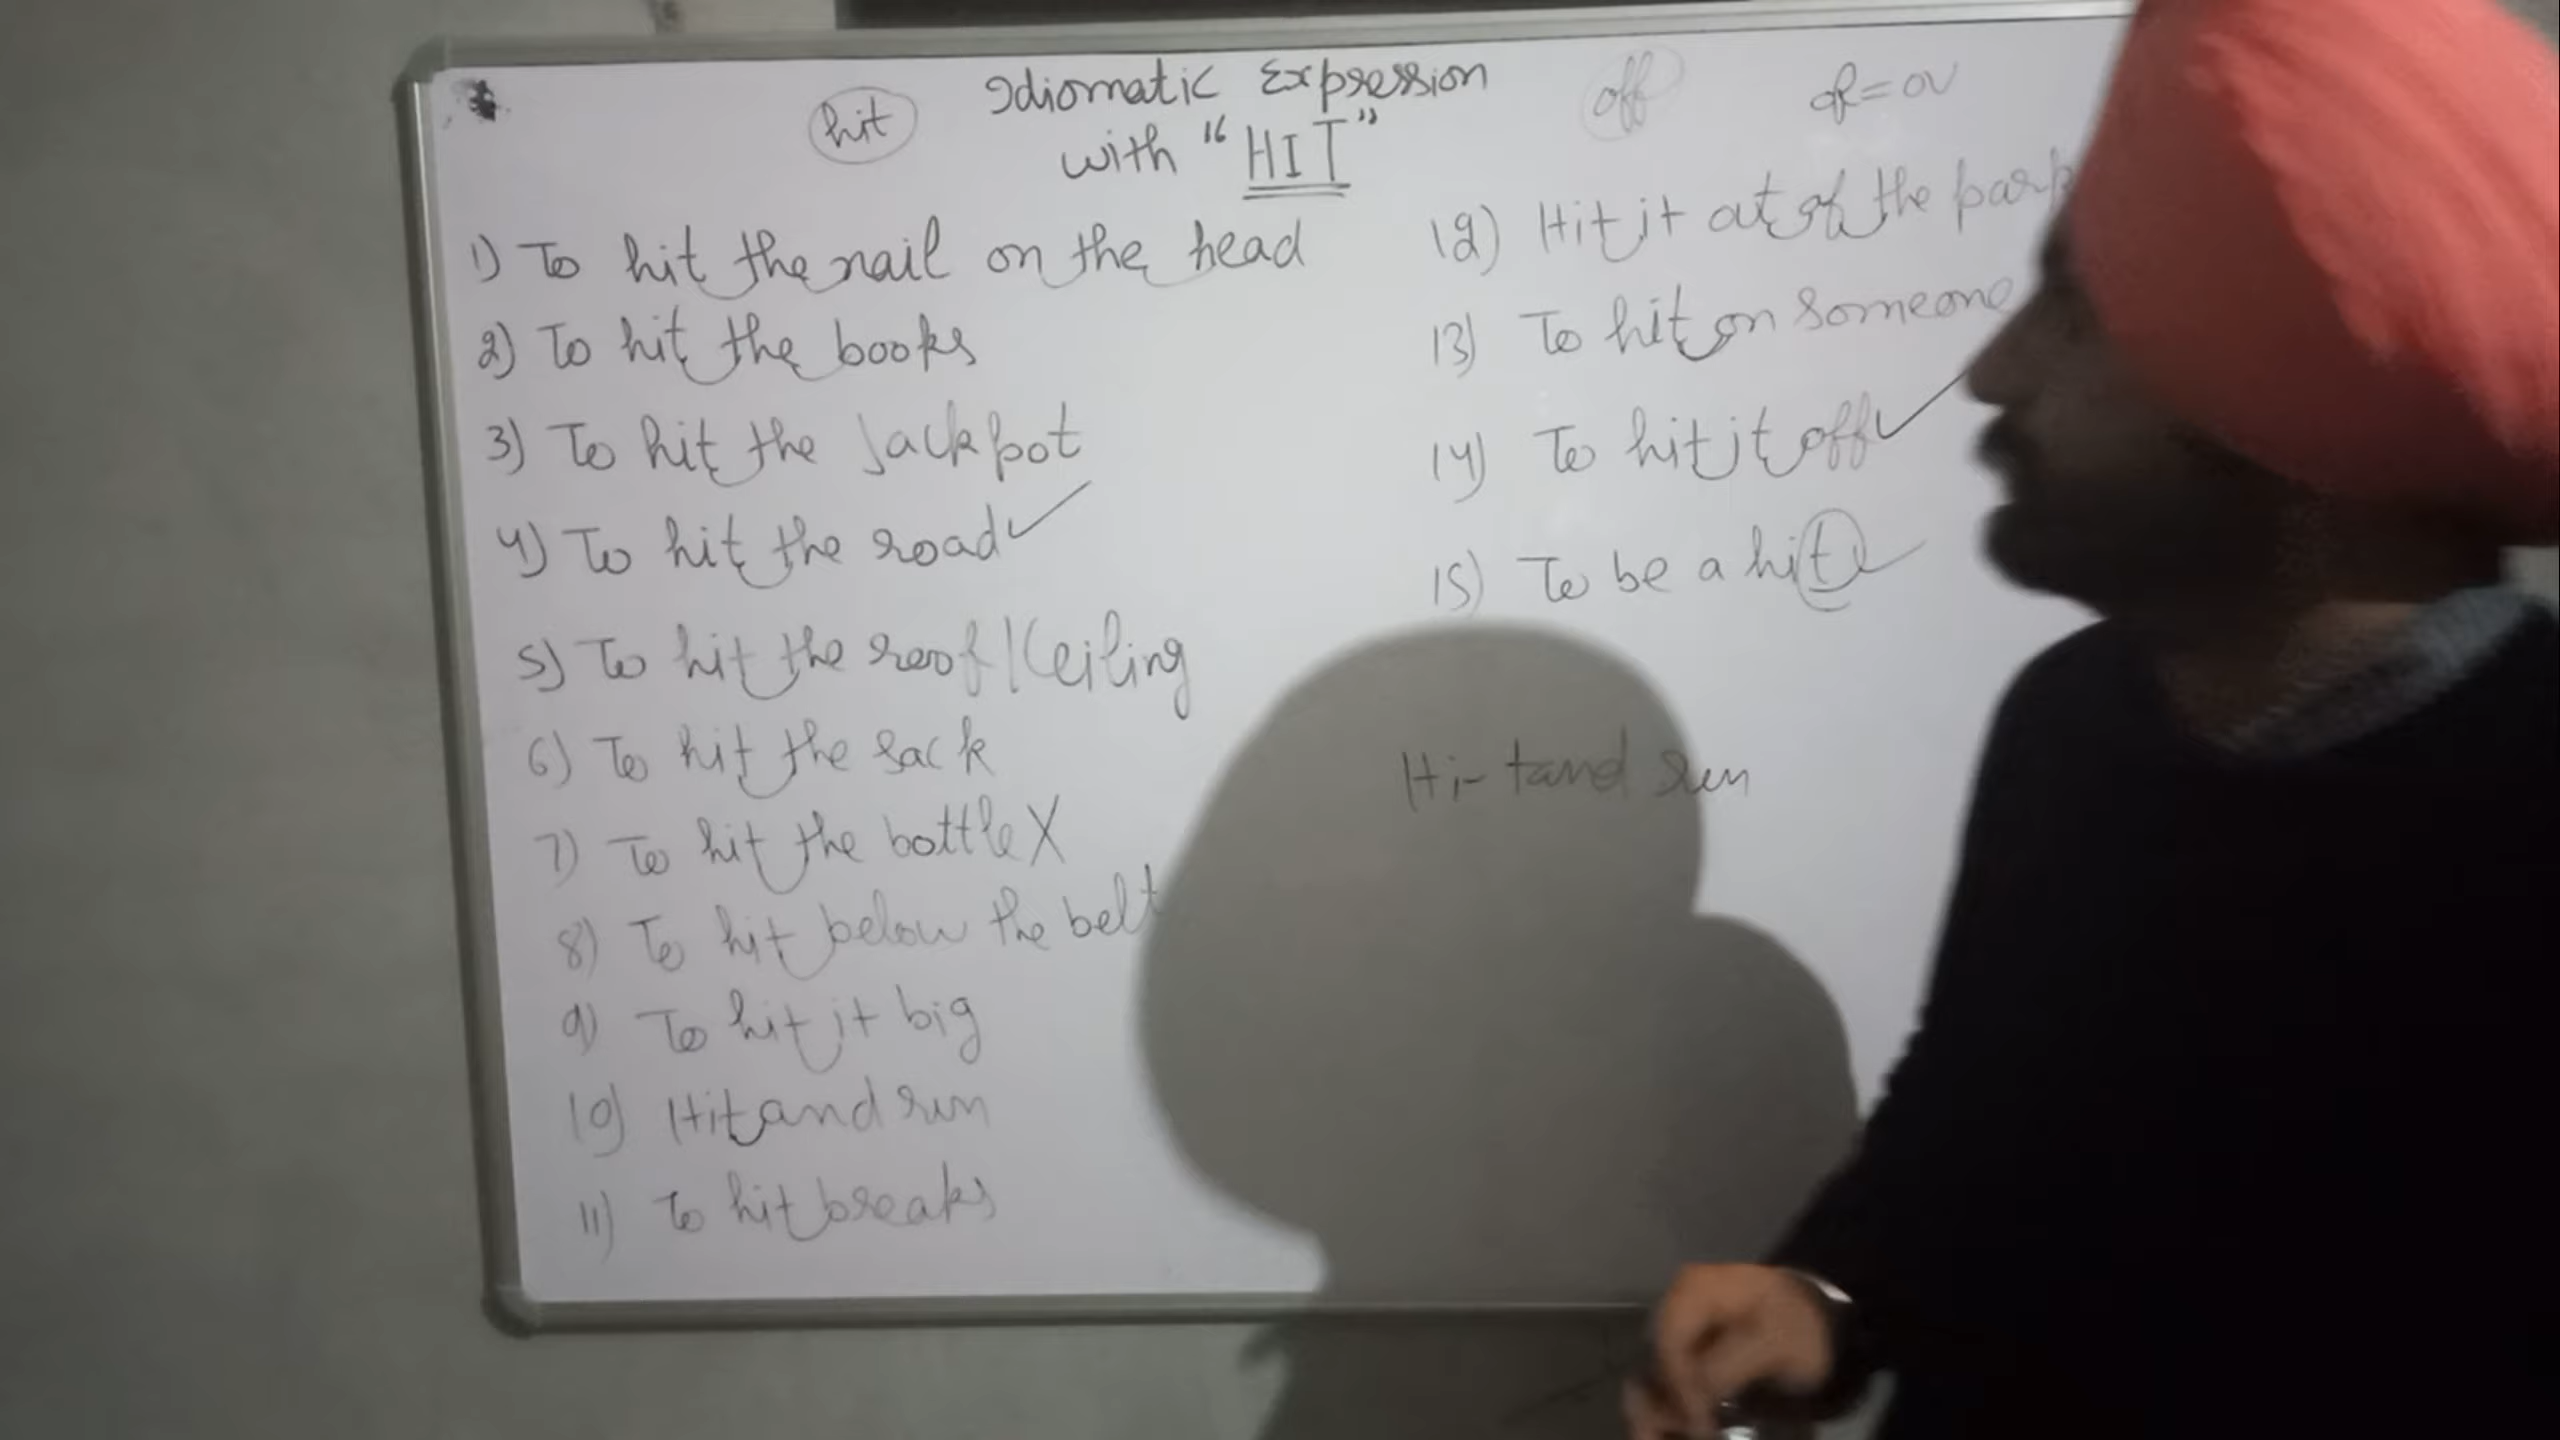 hit
Idiomatic Expression
with "HIT"
off
of = ov
1) To hit the nail on the head
2) To hit the books
3) To hit the Jackpot
4) To hit the road ✓
5) To hit the roof / Ceiling
6) To hit the sack
7) To hit the bottle X
8) To hit below the belt
9) To hit it big
10) Hit and run
11) To hit breaks
12) Hit it out of the park
13) To hit on someone
14) To hit it off ✓
15) To be a hit ✓
Hi- tand run